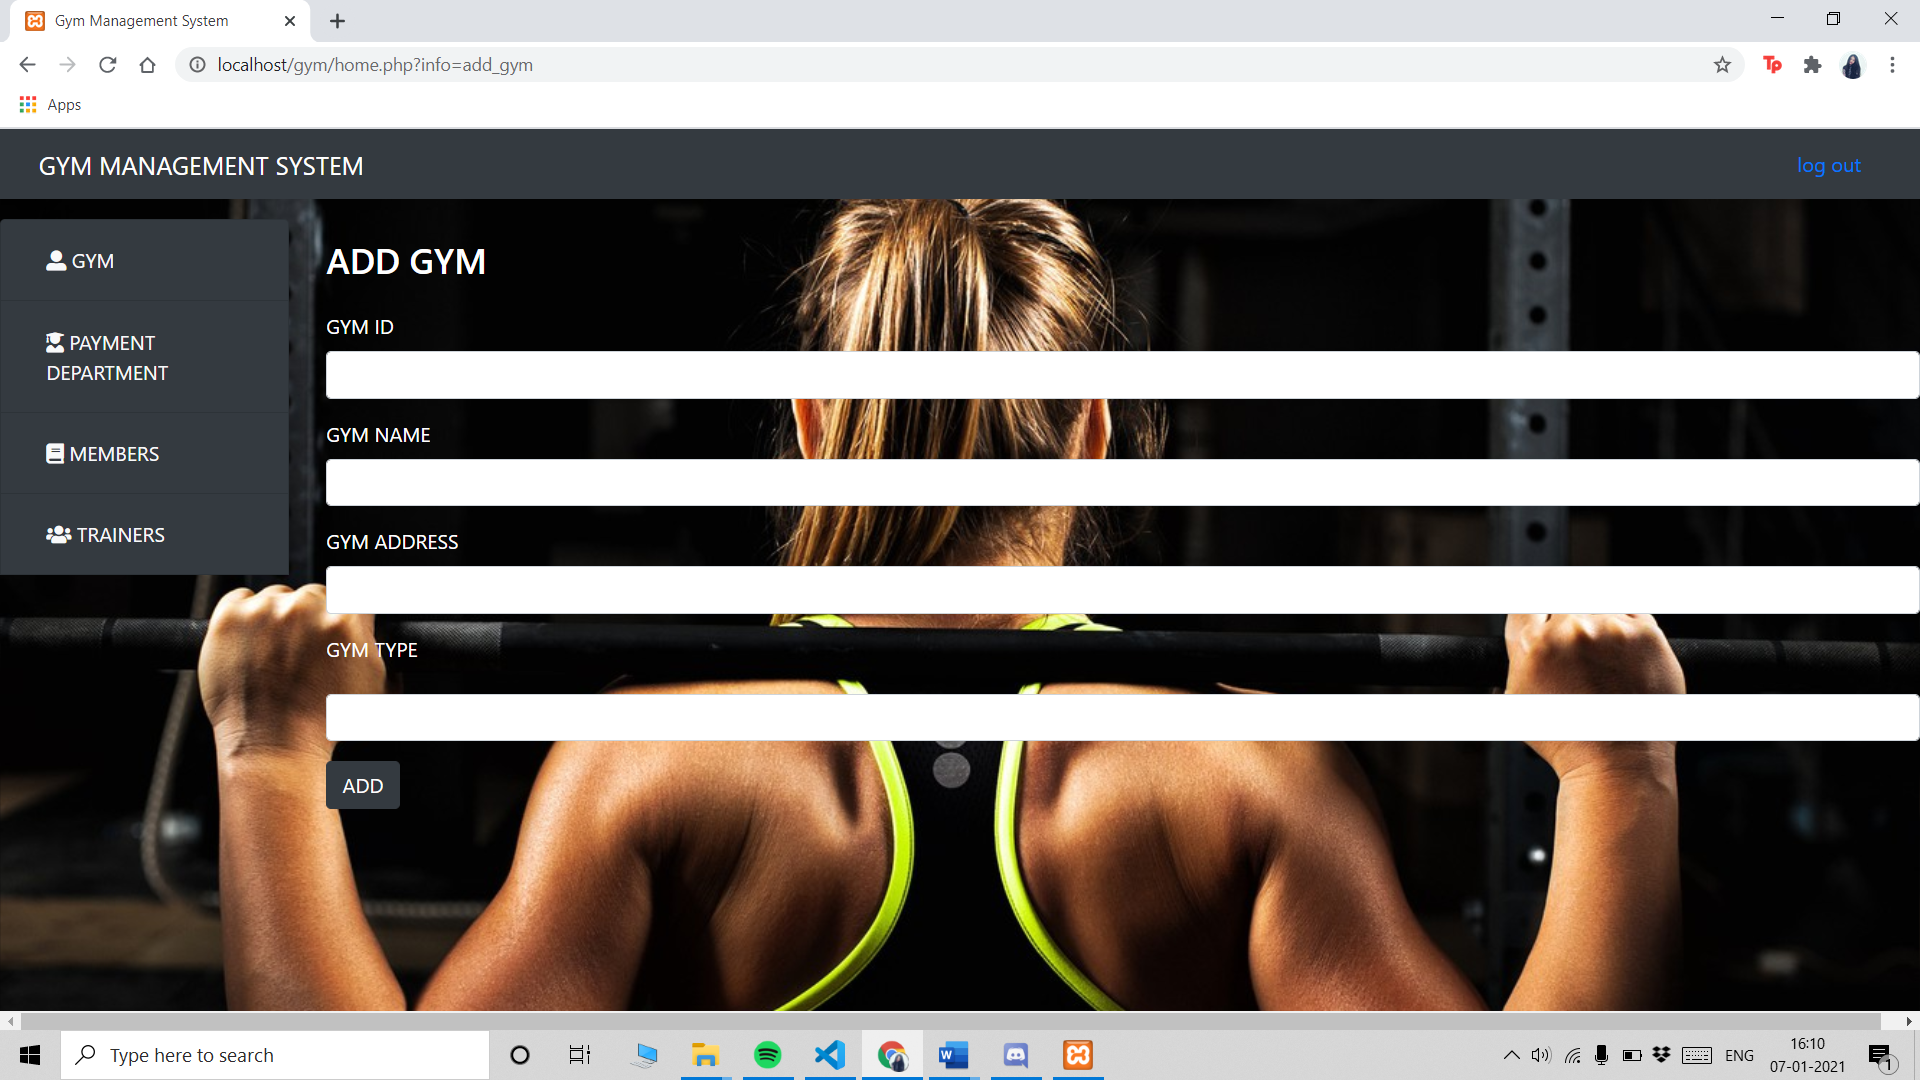 Gym Management System
localhost/gym/home.php?info=add_gym
Tp
Apps
GYM MANAGEMENT SYSTEM
log out
GYM
PAYMENT
DEPARTMENT
MEMBERS
TRAINERS
ADD GYM
GYM ID
GYM NAME
GYM ADDRESS
GYM TYPE
ADD
Type here to search
W
ENG
16:10
07-01-2021
1